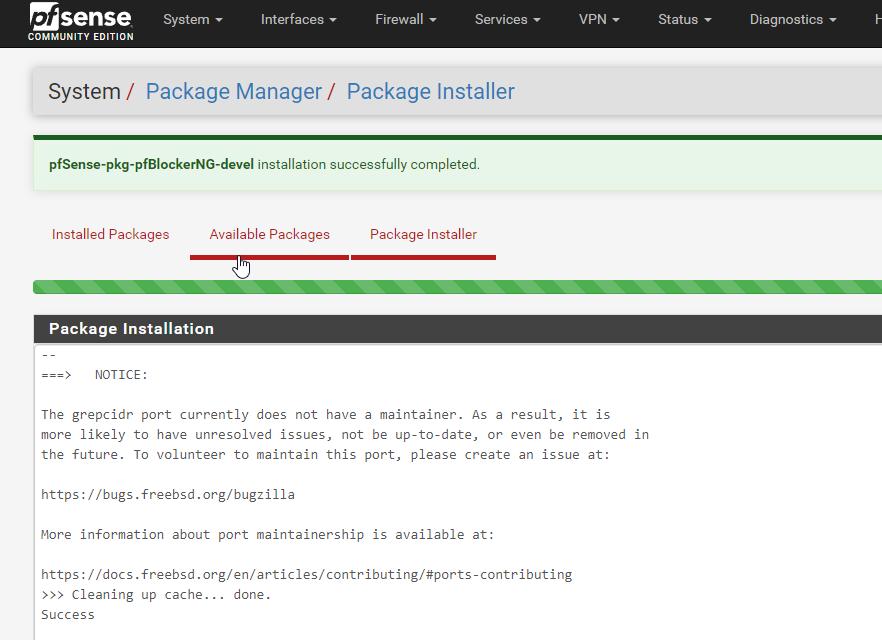 pfsense
COMMUNITY EDITION
System Interfaces Firewall Services VPN Status Diagnostics H
System / Package Manager / Package Installer
pfSense-pkg-pfBlockerNG-devel installation successfully completed.
Installed Packages Available Packages Package Installer
Package Installation
--
===>   NOTICE:
The grepcidr port currently does not have a maintainer. As a result, it is
more likely to have unresolved issues, not be up-to-date, or even be removed in
the future. To volunteer to maintain this port, please create an issue at:
https://bugs.freebsd.org/bugzilla
More information about port maintainership is available at:
https://docs.freebsd.org/en/articles/contributing/#ports-contributing
>>> Cleaning up cache... done.
Success